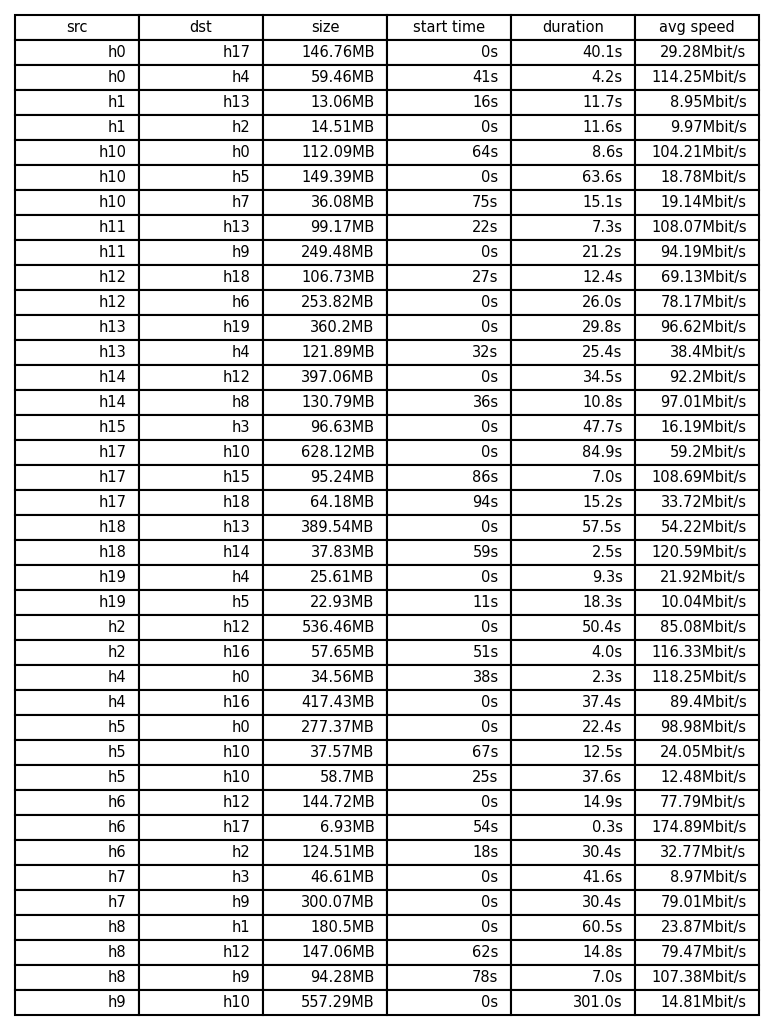 src dst size start time duration avg speed
h0 h17 146.76MB 0s 40.1s 29.28Mbit/s
h0 h4 59.46MB 41s 4.2s 114.25Mbit/s
h1 h13 13.06MB 16s 11.7s 8.95Mbit/s
h1 h2 14.51MB 0s 11.6s 9.97Mbit/s
h10 h0 112.09MB 64s 8.6s 104.21Mbit/s
h10 h5 149.39MB 0s 63.6s 18.78Mbit/s
h10 h7 36.08MB 75s 15.1s 19.14Mbit/s
h11 h13 99.17MB 22s 7.3s 108.07Mbit/s
h11 h9 249.48MB 0s 21.2s 94.19Mbit/s
h12 h18 106.73MB 27s 12.4s 69.13Mbit/s
h12 h6 253.82MB 0s 26.0s 78.17Mbit/s
h13 h19 360.2MB 0s 29.8s 96.62Mbit/s
h13 h4 121.89MB 32s 25.4s 38.4Mbit/s
h14 h12 397.06MB 0s 34.5s 92.2Mbit/s
h14 h8 130.79MB 36s 10.8s 97.01Mbit/s
h15 h3 96.63MB 0s 47.7s 16.19Mbit/s
h17 h10 628.12MB 0s 84.9s 59.2Mbit/s
h17 h15 95.24MB 86s 7.0s 108.69Mbit/s
h17 h18 64.18MB 94s 15.2s 33.72Mbit/s
h18 h13 389.54MB 0s 57.5s 54.22Mbit/s
h18 h14 37.83MB 59s 2.5s 120.59Mbit/s
h19 h4 25.61MB 0s 9.3s 21.92Mbit/s
h19 h5 22.93MB 11s 18.3s 10.04Mbit/s
h2 h12 536.46MB 0s 50.4s 85.08Mbit/s
h2 h16 57.65MB 51s 4.0s 116.33Mbit/s
h4 h0 34.56MB 38s 2.3s 118.25Mbit/s
h4 h16 417.43MB 0s 37.4s 89.4Mbit/s
h5 h0 277.37MB 0s 22.4s 98.98Mbit/s
h5 h10 37.57MB 67s 12.5s 24.05Mbit/s
h5 h10 58.7MB 25s 37.6s 12.48Mbit/s
h6 h12 144.72MB 0s 14.9s 77.79Mbit/s
h6 h17 6.93MB 54s 0.3s 174.89Mbit/s
h6 h2 124.51MB 18s 30.4s 32.77Mbit/s
h7 h3 46.61MB 0s 41.6s 8.97Mbit/s
h7 h9 300.07MB 0s 30.4s 79.01Mbit/s
h8 h1 180.5MB 0s 60.5s 23.87Mbit/s
h8 h12 147.06MB 62s 14.8s 79.47Mbit/s
h8 h9 94.28MB 78s 7.0s 107.38Mbit/s
h9 h10 557.29MB 0s 301.0s 14.81Mbit/s